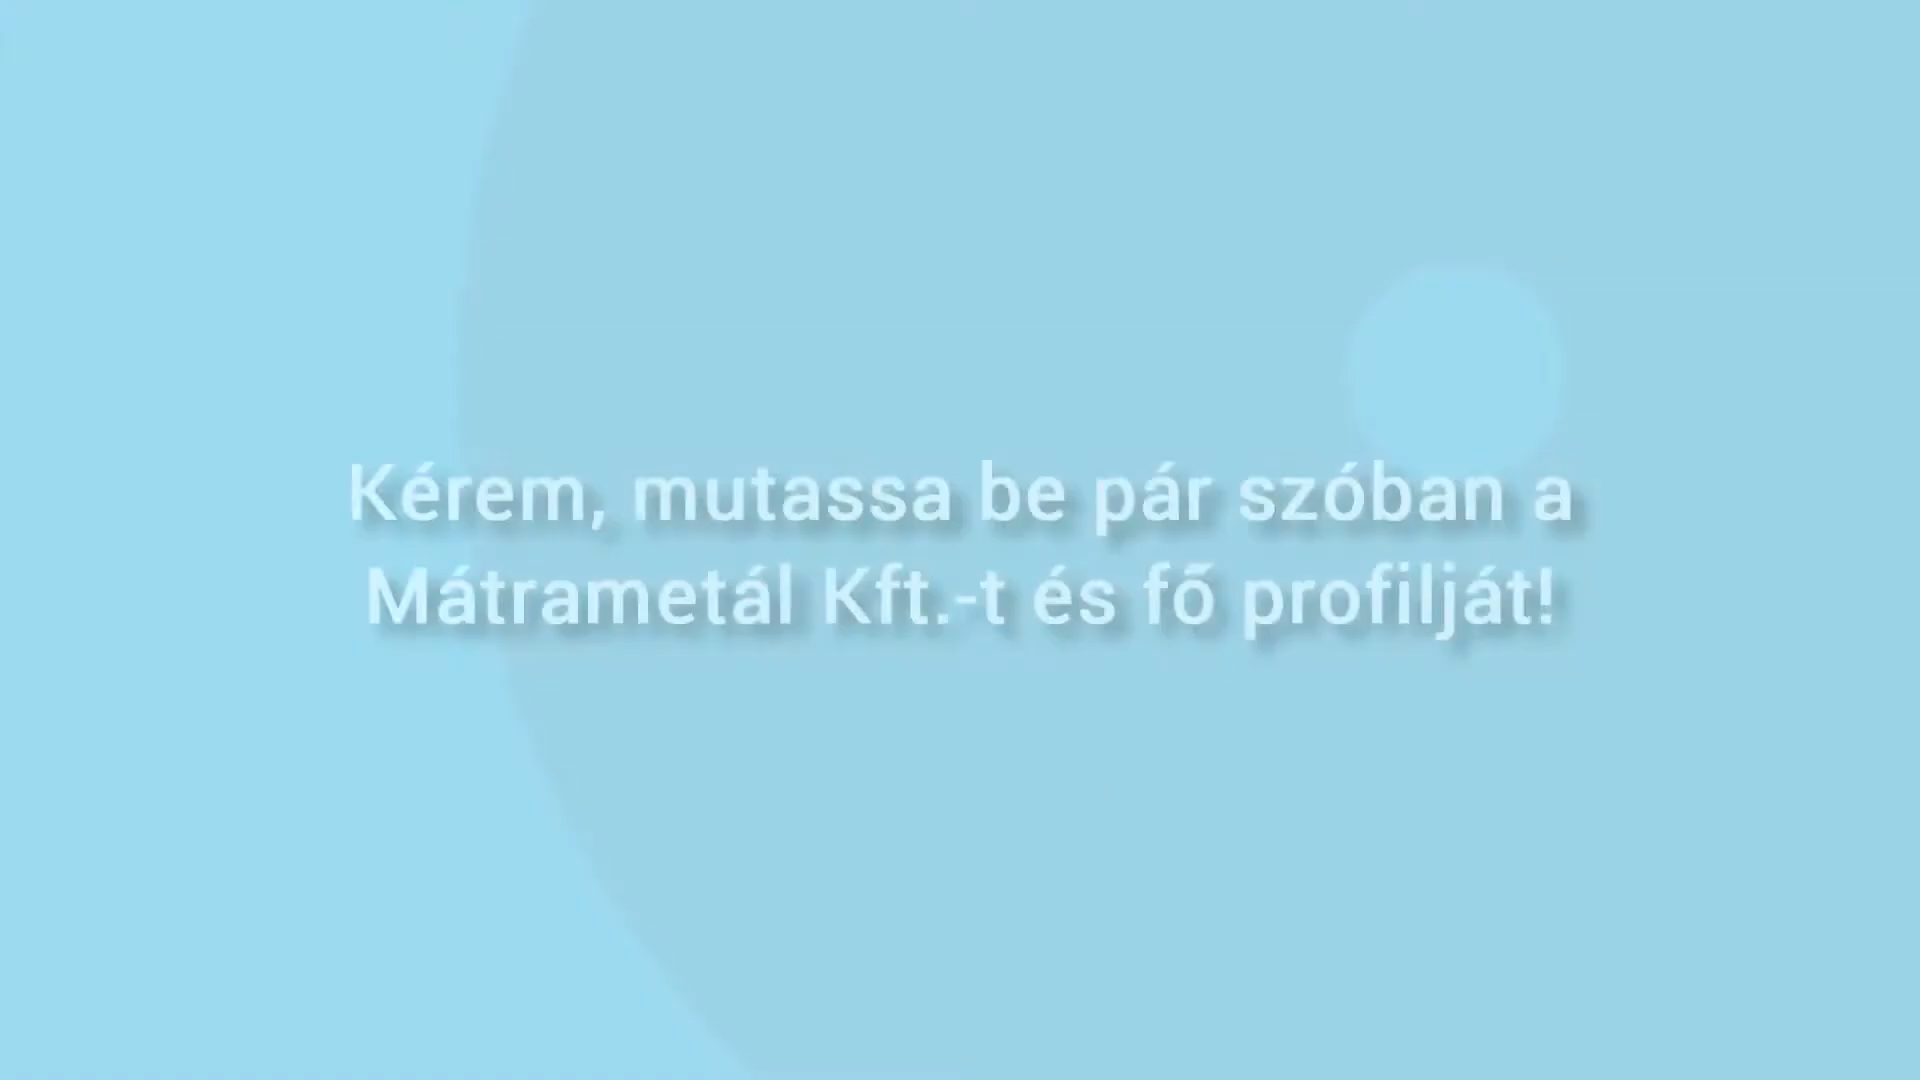 Kérem, mutassa be pár szóban a
Mátrametál Kft.-t és fő profilját!